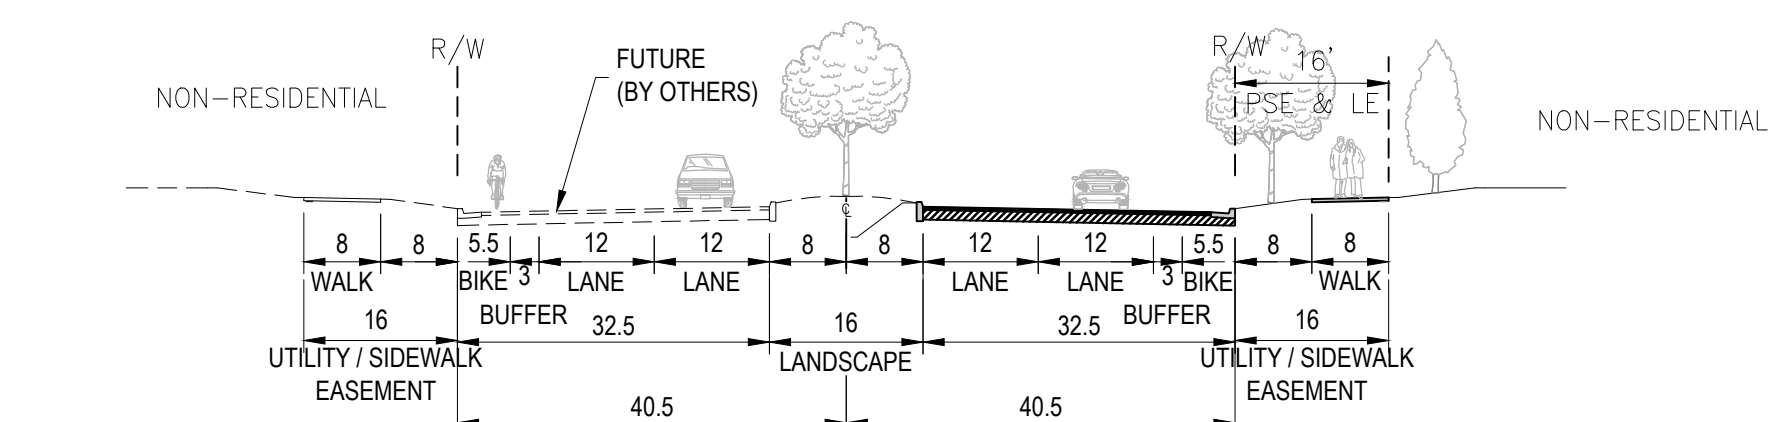 R/W
R/W
16'
FUTURE
(BY OTHERS)
NON-RESIDENTIAL
PSE & LE
NON-RESIDENTIAL
℄
8 8 5.5 12 12 8 8 12 12 5.5 8 8
WALK BIKE 3 LANE LANE LANE LANE 3 BIKE WALK
BUFFER BUFFER
16 32.5 16 32.5 16
UTILITY / SIDEWALK LANDSCAPE UTILITY / SIDEWALK
EASEMENT EASEMENT
40.5 40.5